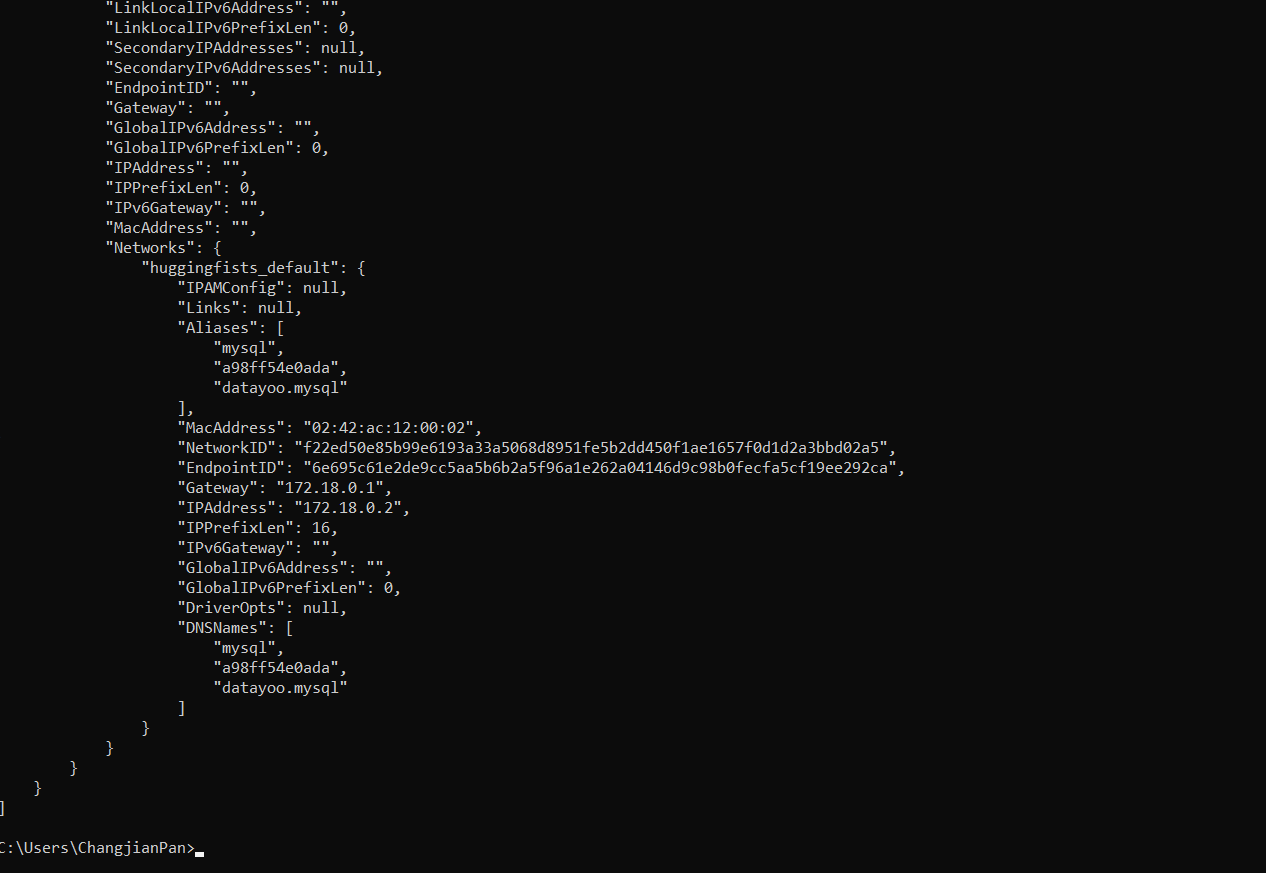 "LinkLocalIPv6Address": "",
"LinkLocalIPv6PrefixLen": 0,
"SecondaryIPAddresses": null,
"SecondaryIPv6Addresses": null,
"EndpointID": "",
"Gateway": "",
"GlobalIPv6Address": "",
"GlobalIPv6PrefixLen": 0,
"IPAddress": "",
"IPPrefixLen": 0,
"IPv6Gateway": "",
"MacAddress": "",
"Networks": {
"huggingfists_default": {
"IPAMConfig": null,
"Links": null,
"Aliases": [
"mysql",
"a98ff54e0ada",
"datayoo.mysql"
],
"MacAddress": "02:42:ac:12:00:02",
"NetworkID": "f22ed50e85b99e6193a33a5068d8951fe5b2dd450f1ae1657f0d1d2a3bbd02a5",
"EndpointID": "6e695c61e2de9cc5aa5b6b2a5f96a1e262a04146d9c98b0fecfa5cf19ee292ca",
"Gateway": "172.18.0.1",
"IPAddress": "172.18.0.2",
"IPPrefixLen": 16,
"IPv6Gateway": "",
"GlobalIPv6Address": "",
"GlobalIPv6PrefixLen": 0,
"DriverOpts": null,
"DNSNames": [
"mysql",
"a98ff54e0ada",
"datayoo.mysql"
]
}
}
}
}
]
C:\Users\ChangjianPan>